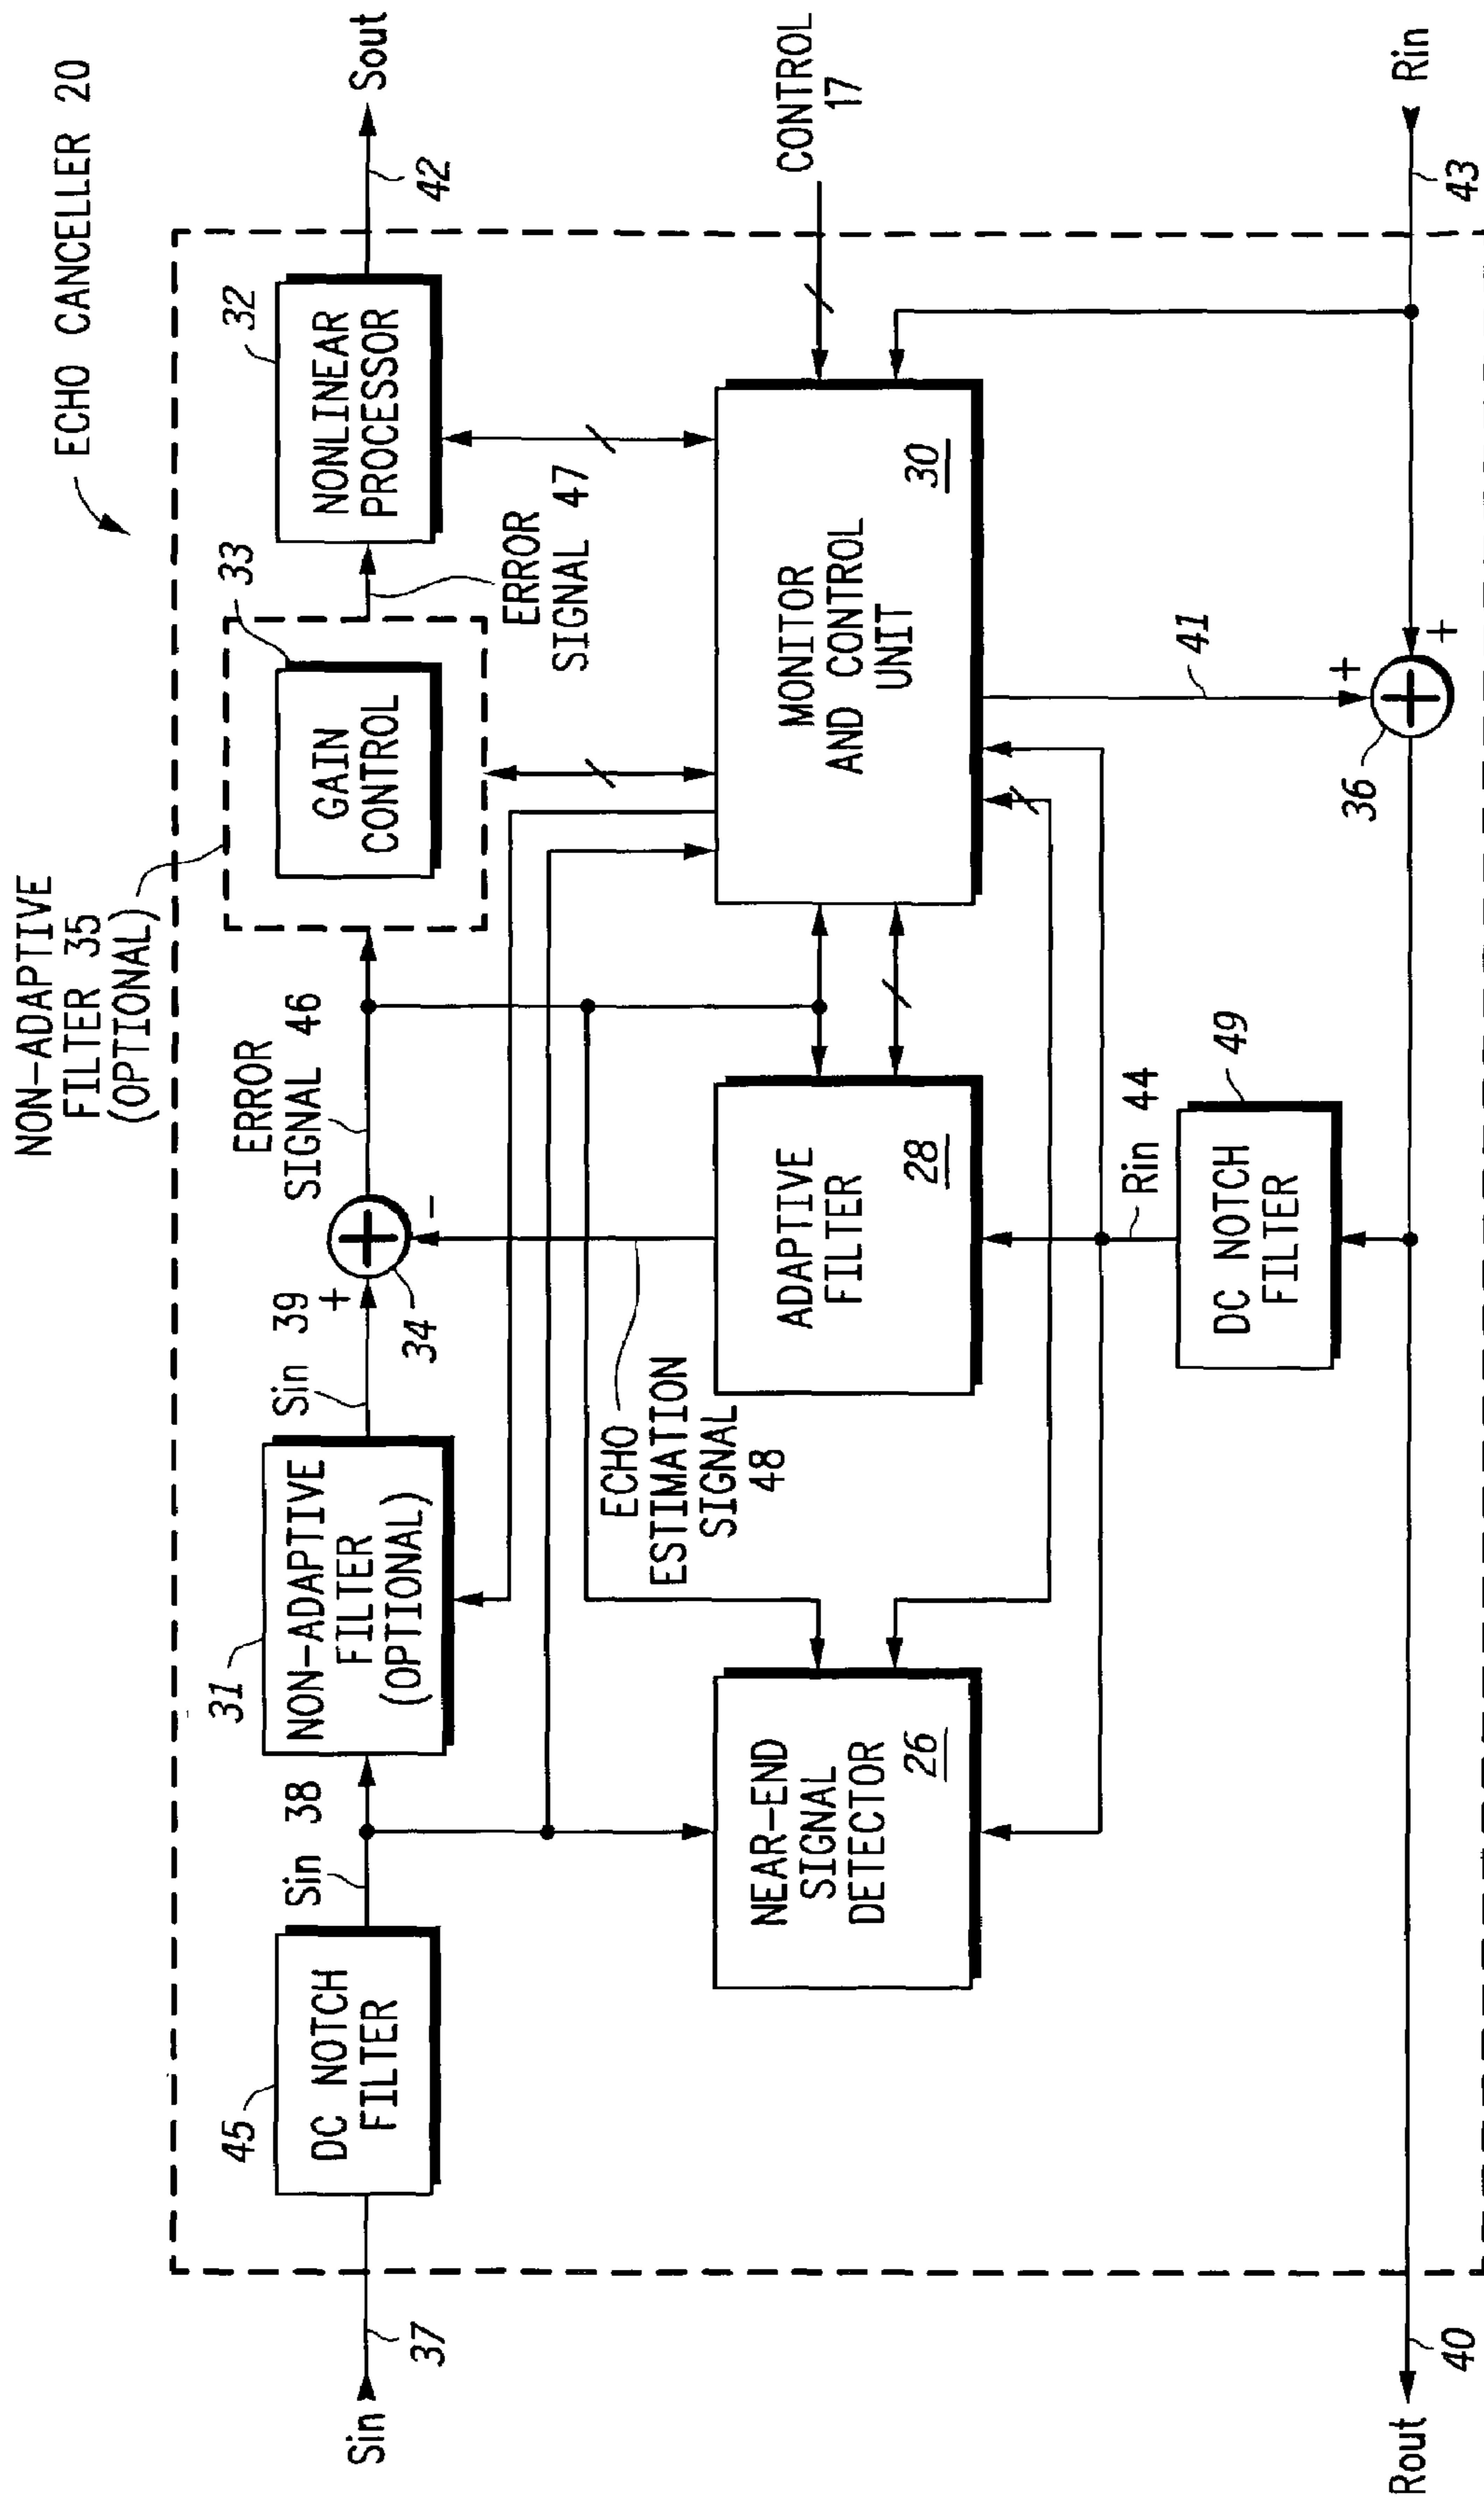 ECHO CANCELLER 20
NON-ADAPTIVE
FILTER 35
(OPTIONAL)
Sin
37
45
DC NOTCH
FILTER
Sin 38
31
NON-ADAPTIVE
FILTER
(OPTIONAL)
Sin 39
+
34
-
ERROR
SIGNAL 46
33
GAIN
CONTROL
ERROR
SIGNAL 47
32
NONLINEAR
PROCESSOR
42
Sout
NEAR-END
SIGNAL
DETECTOR
26
ECHO
ESTIMATION
SIGNAL
48
ADAPTIVE
FILTER
28
MONITOR
AND CONTROL
UNIT
30
CONTROL
17
Rin 44
DC NOTCH
FILTER
49
41
+
+
36
43
Rin
Rout
40